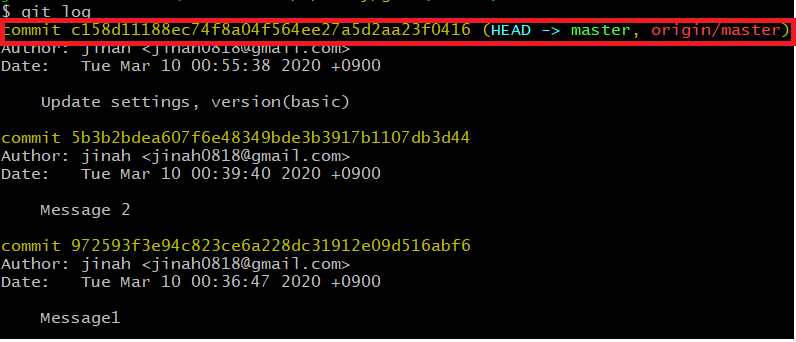 $ git log
commit c158d11188ec74f8a04f564ee27a5d2aa23f0416 (HEAD -> master, origin/master)
Author: jinah <jinah0818@gmail.com>
Date:   Tue Mar 10 00:55:38 2020 +0900
Update settings, version(basic)
commit 5b3b2bdea607f6e48349bde3b3917b1107db3d44
Author: jinah <jinah0818@gmail.com>
Date:   Tue Mar 10 00:39:40 2020 +0900
Message 2
commit 972593f3e94c823ce6a228dc31912e09d516abf6
Author: jinah <jinah0818@gmail.com>
Date:   Tue Mar 10 00:36:47 2020 +0900
Message1